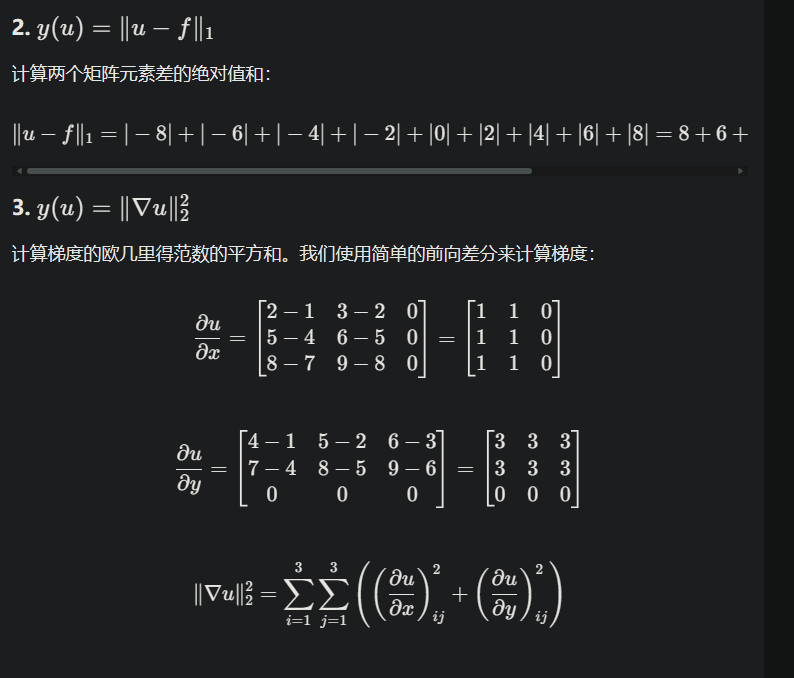 2. y(u) = ‖u − f‖₁
计算两个矩阵元素差的绝对值和：
‖u − f‖₁ = | − 8| + | − 6| + | − 4| + | − 2| + |0| + |2| + |4| + |6| + |8| = 8 + 6 +
3. y(u) = ‖∇u‖₂²
计算梯度的欧几里得范数的平方和。我们使用简单的前向差分来计算梯度：
∂u/∂x = [2 − 1 3 − 2 0; 5 − 4 6 − 5 0; 8 − 7 9 − 8 0] = [1 1 0; 1 1 0; 1 1 0]
∂u/∂y = [4 − 1 5 − 2 6 − 3; 7 − 4 8 − 5 9 − 6; 0 0 0] = [3 3 3; 3 3 3; 0 0 0]
‖∇u‖₂² = ∑_{i=1}^{3} ∑_{j=1}^{3} ((∂u/∂x)²_{ij} + (∂u/∂y)²_{ij})